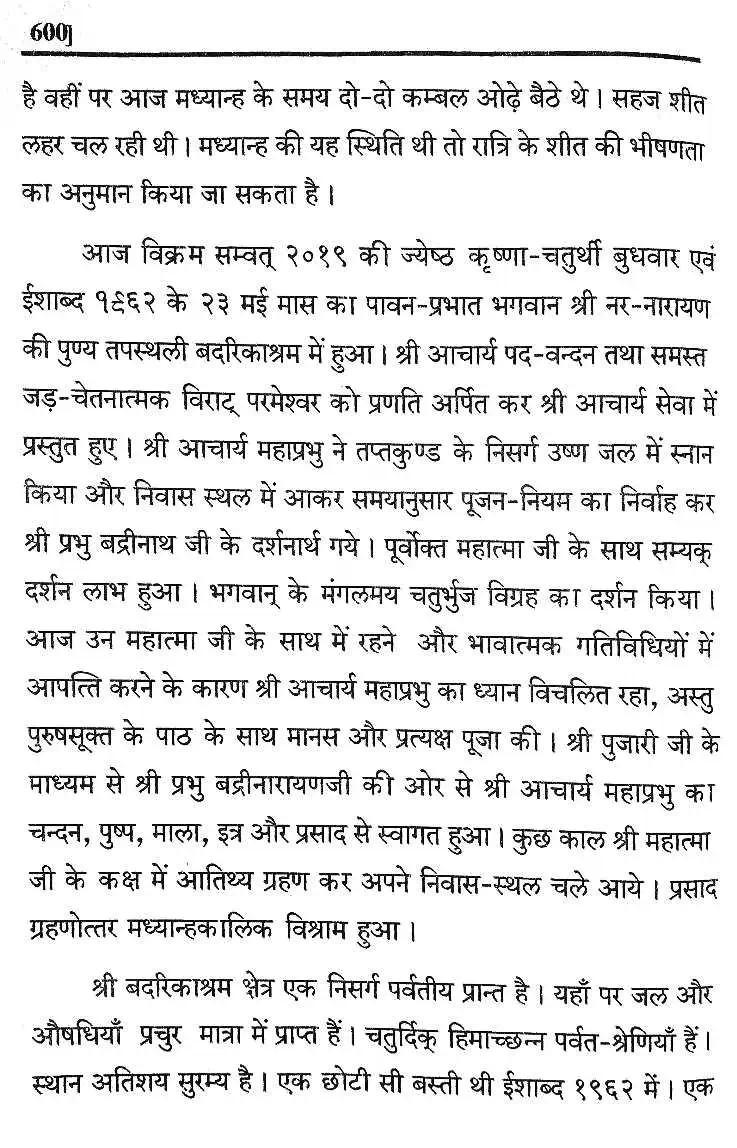 600]
है वहीं पर आज मध्यान्ह के समय दो-दो कम्बल ओढ़े बैठे थे । सहज शीत
लहर चल रही थी । मध्यान्ह की यह स्थिति थी तो रात्रि के शीत की भीषणता
का अनुमान किया जा सकता है ।
आज विक्रम सम्वत् २०१९ की ज्येष्ठ कृष्णा-चतुर्थी बुधवार एवं
ईशाब्द १९६२ के २३ मई मास का पावन-प्रभात भगवान श्री नर-नारायण
की पुण्य तपस्थली बदरिकाश्रम में हुआ । श्री आचार्य पद-वन्दन तथा समस्त
जड़-चेतनात्मक विराट् परमेश्वर को प्रणति अर्पित कर श्री आचार्य सेवा में
प्रस्तुत हुए । श्री आचार्य महाप्रभु ने तप्तकुण्ड के निसर्ग उष्ण जल में स्नान
किया और निवास स्थल में आकर समयानुसार पूजन-नियम का निर्वाह कर
श्री प्रभु बद्रीनाथ जी के दर्शनार्थ गये । पूर्वोक्त महात्मा जी के साथ सम्यक्
दर्शन लाभ हुआ । भगवान् के मंगलमय चतुर्भुज विग्रह का दर्शन किया ।
आज उन महात्मा जी के साथ में रहने और भावात्मक गतिविधियों में
आपत्ति करने के कारण श्री आचार्य महाप्रभु का ध्यान विचलित रहा, अस्तु
पुरुषसूक्त के पाठ के साथ मानस और प्रत्यक्ष पूजा की । श्री पुजारी जी के
माध्यम से श्री प्रभु बद्रीनारायणजी की ओर से श्री आचार्य महाप्रभु का
चन्दन, पुष्प, माला, इत्र और प्रसाद से स्वागत हुआ । कुछ काल श्री महात्मा
जी के कक्ष में आतिथ्य ग्रहण कर अपने निवास-स्थल चले आये । प्रसाद
ग्रहणोत्तर मध्यान्हकालिक विश्राम हुआ ।
श्री बदरिकाश्रम क्षेत्र एक निसर्ग पर्वतीय प्रान्त है । यहाँ पर जल और
औषधियाँ प्रचुर मात्रा में प्राप्त हैं । चतुर्दिक् हिमाच्छन्न पर्वत-श्रेणियाँ हैं ।
स्थान अतिशय सुरम्य है । एक छोटी सी बस्ती थी ईशाब्द १९६२ में । एक